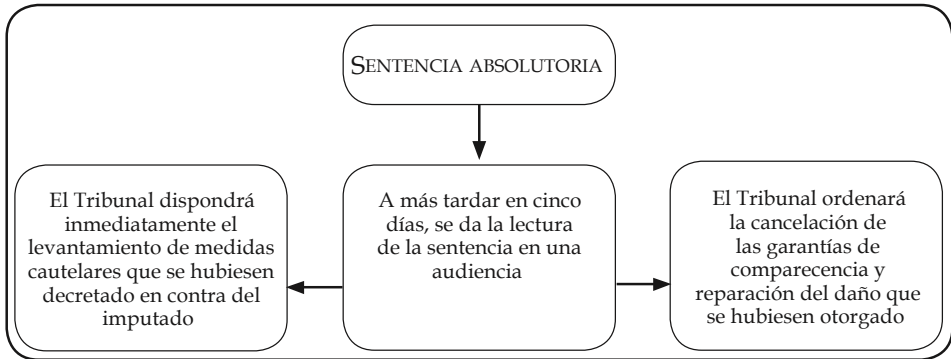 SENTENCIA ABSOLUTORIA
El Tribunal dispondrá
inmediatamente el
levantamiento de medidas
cautelares que se hubiesen
decretado en contra del
imputado
A más tardar en cinco
días, se da la lectura
de la sentencia en una
audiencia
El Tribunal ordenará
la cancelación de
las garantías de
comparecencia y
reparación del daño que
se hubiesen otorgado